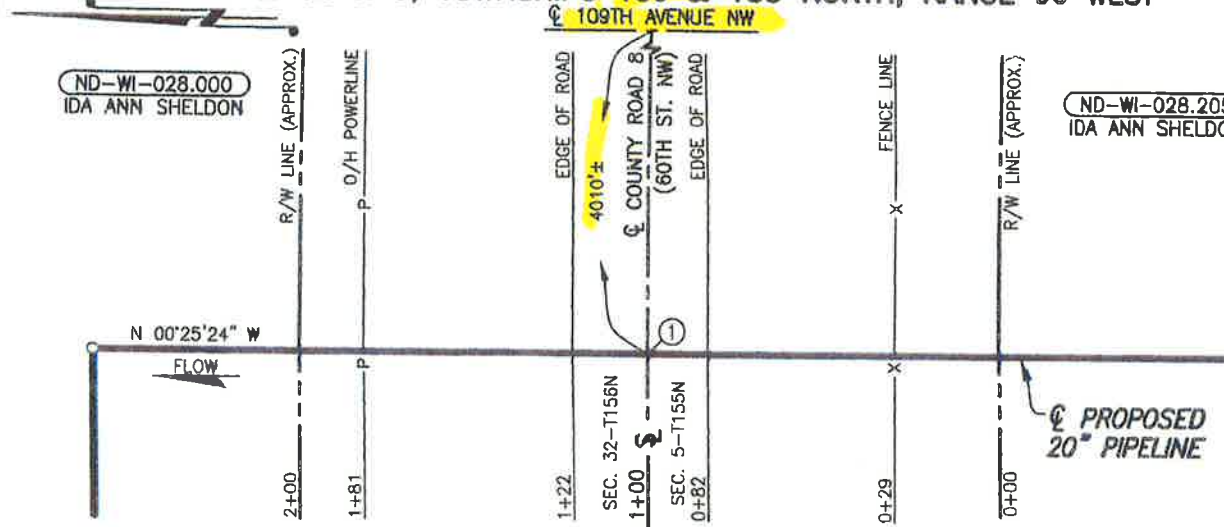 ℄ 109TH AVENUE NW
ND-WI-028.000
IDA ANN SHELDON
R/W LINE (APPROX.)
O/H POWERLINE
P
EDGE OF ROAD
4010'±
℄ COUNTY ROAD 8
(60TH ST. NW)
EDGE OF ROAD
FENCE LINE
X
R/W LINE (APPROX.)
ND-WI-028.205
IDA ANN SHELDO
N 00°25'24" W
FLOW
1
P
X
℄ PROPOSED
20" PIPELINE
2+00
1+81
1+22
SEC. 32-T156N
1+00
SEC. 5-T155N
0+82
0+29
0+00